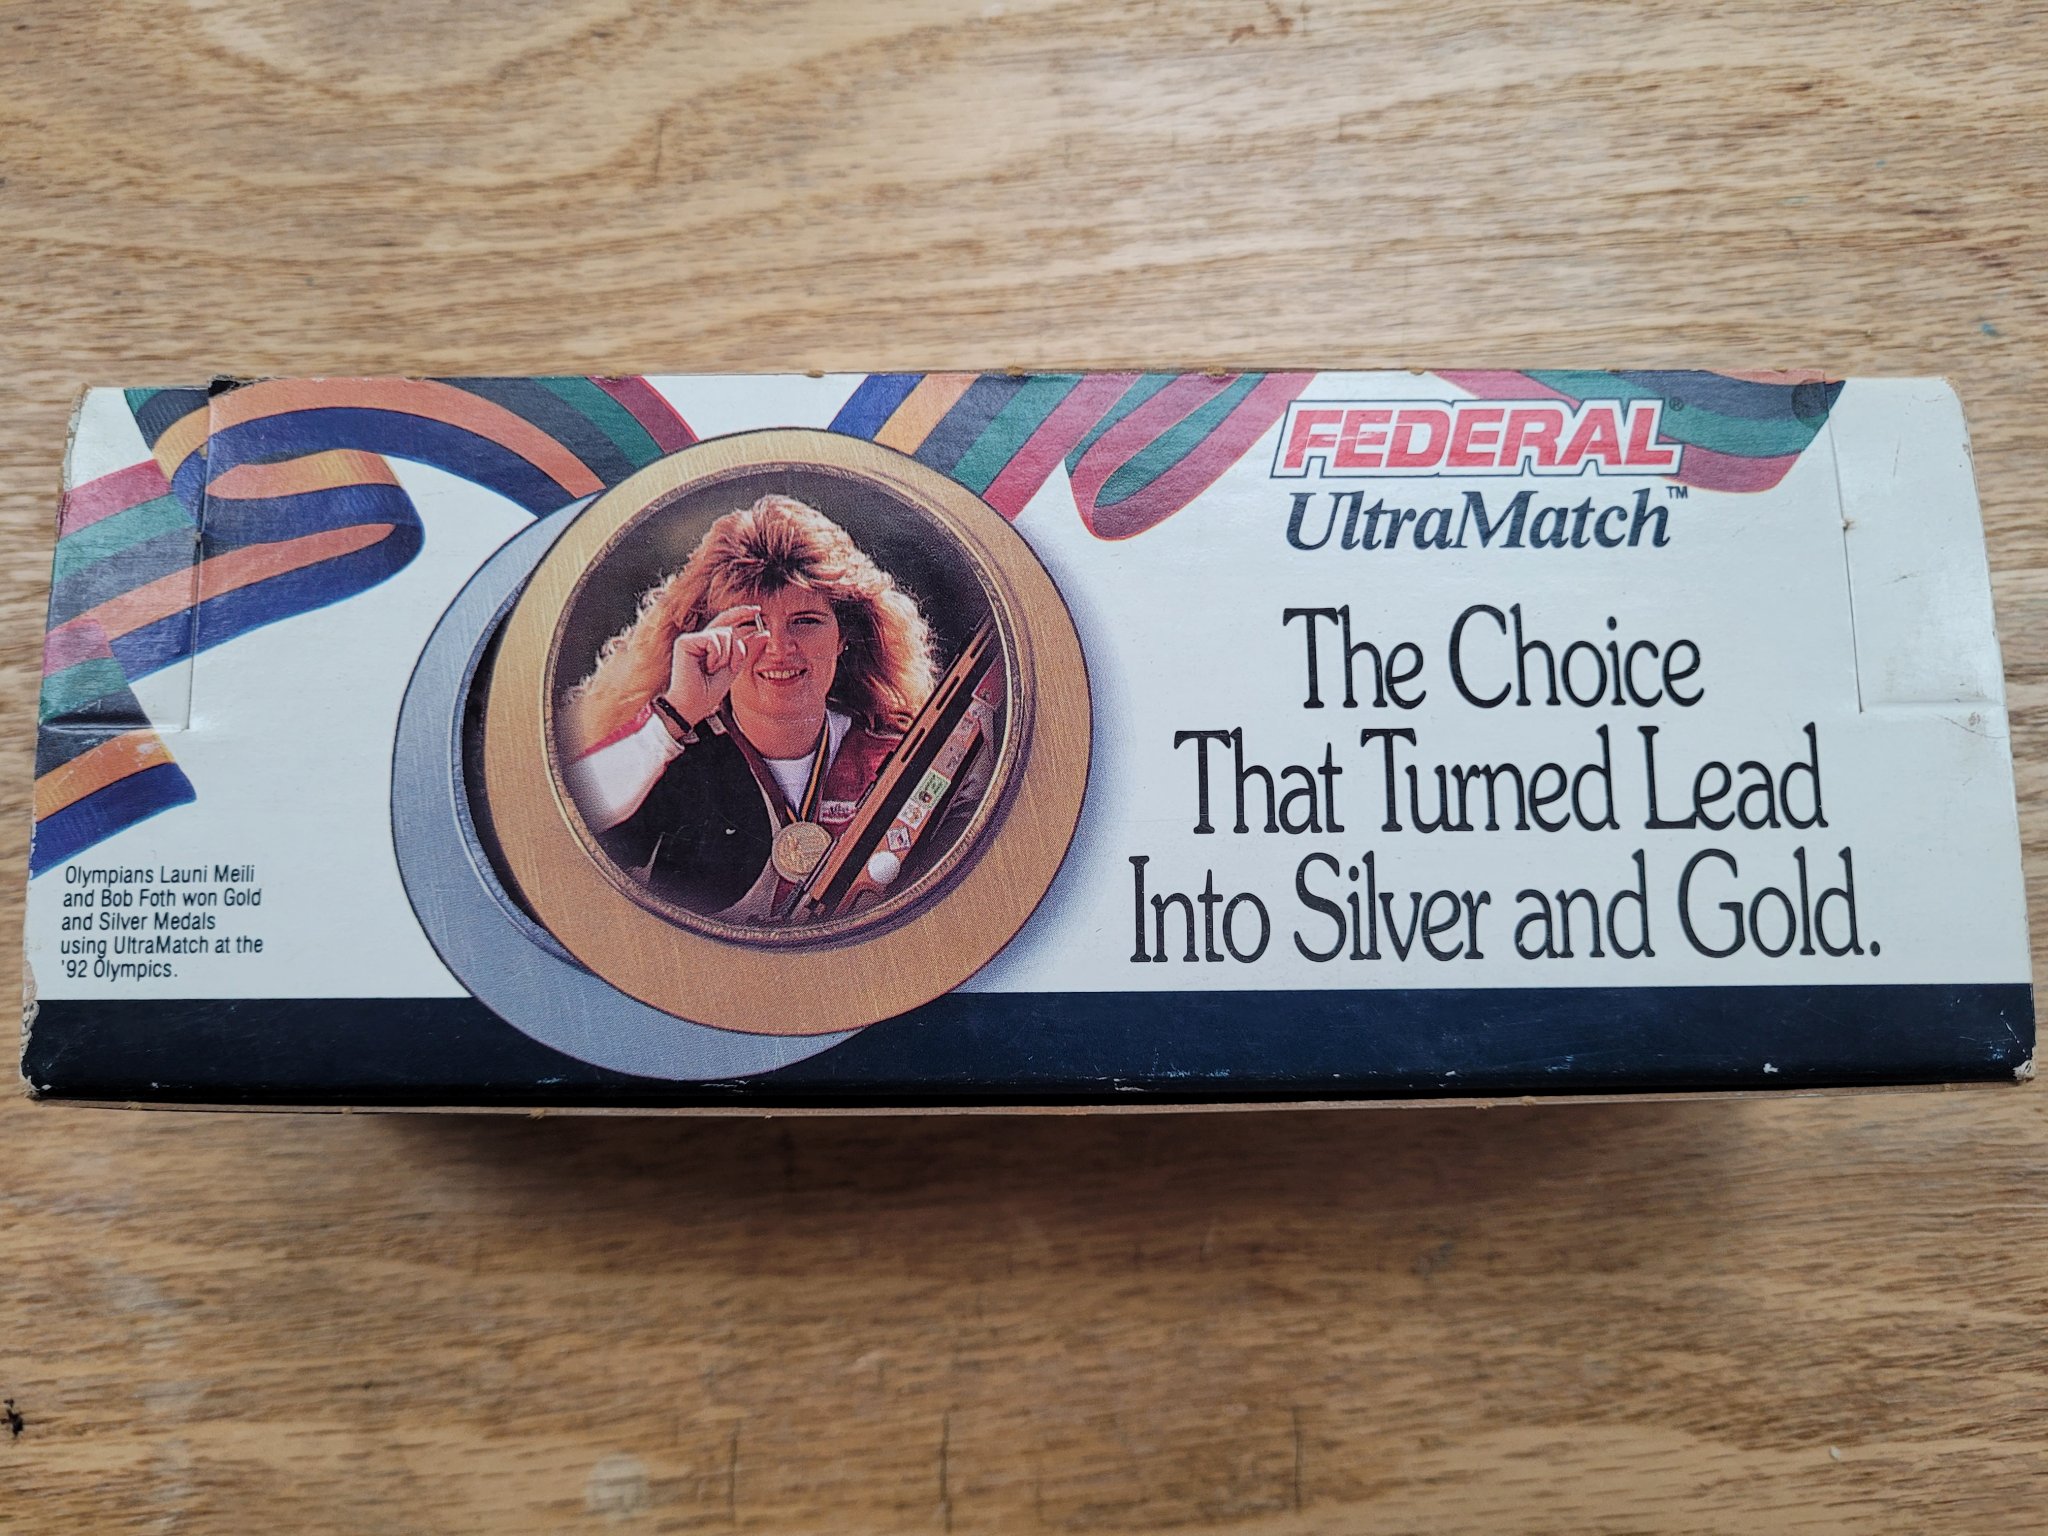 FEDERAL®
UltraMatch™
The Choice
That Turned Lead
Into Silver and Gold.
Olympians Launi Meili
and Bob Foth won Gold
and Silver Medals
using UltraMatch at the
'92 Olympics.